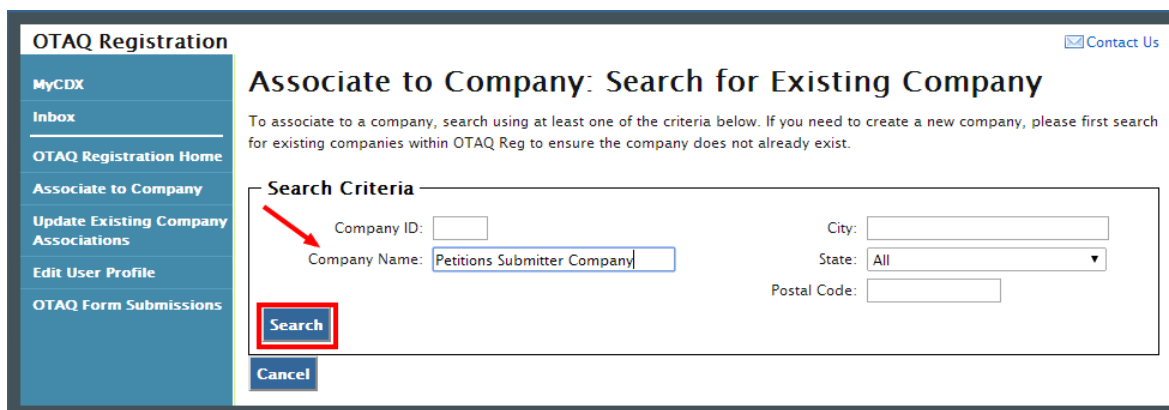 OTAQ Registration
Contact Us
MyCDX
Inbox
OTAQ Registration Home
Associate to Company
Update Existing Company
Associations
Edit User Profile
OTAQ Form Submissions
Associate to Company: Search for Existing Company
To associate to a company, search using at least one of the criteria below. If you need to create a new company, please first search
for existing companies within OTAQ Reg to ensure the company does not already exist.
Search Criteria
Company ID:
City:
Company Name: Petitions Submitter Company
State: All
Postal Code:
Search
Cancel